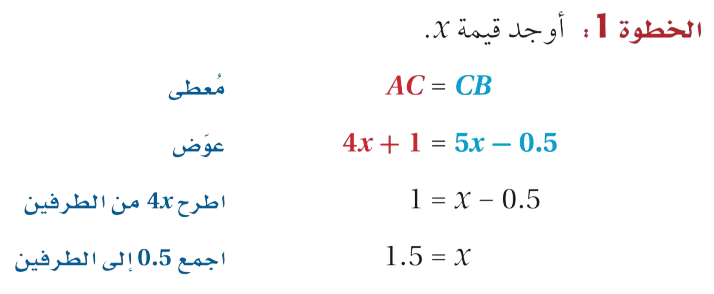 الخطوة 1: أوجد قيمة x.
AC = CB مُعطى
4x + 1 = 5x − 0.5 عوّض
1 = x − 0.5 اطرح 4x من الطرفين
1.5 = x اجمع 0.5 إلى الطرفين